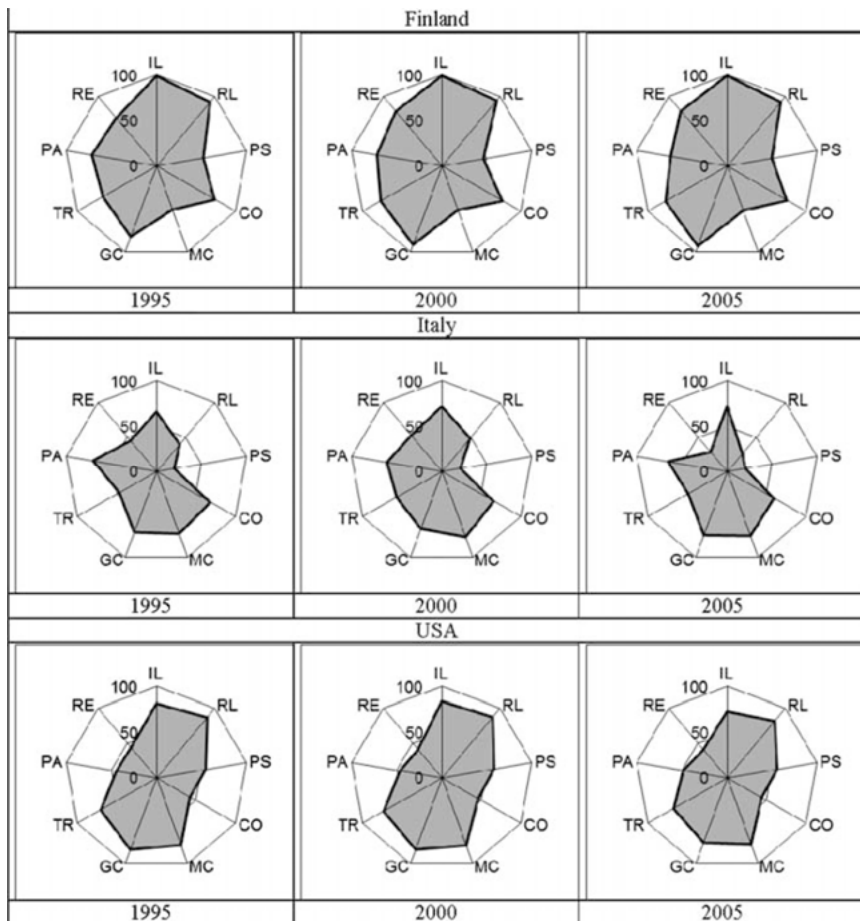 Finland
IL
100
RE
RL
50
PA
PS
0
TR
CO
GC
MC
IL
100
RE
RL
50
PA
PS
0
TR
CO
GC
MC
IL
100
RE
RL
50
PA
PS
0
TR
CO
GC
MC
1995
2000
2005
Italy
IL
100
RE
RL
50
PA
PS
0
TR
CO
GC
MC
IL
100
RE
RL
50
PA
PS
0
TR
CO
GC
MC
IL
100
RE
RL
50
PA
PS
0
TR
CO
GC
MC
1995
2000
2005
USA
IL
100
RE
RL
50
PA
PS
0
TR
CO
GC
MC
IL
100
RE
RL
50
PA
PS
0
TR
CO
GC
MC
IL
100
RE
RL
50
PA
PS
0
TR
CO
GC
MC
1995
2000
2005